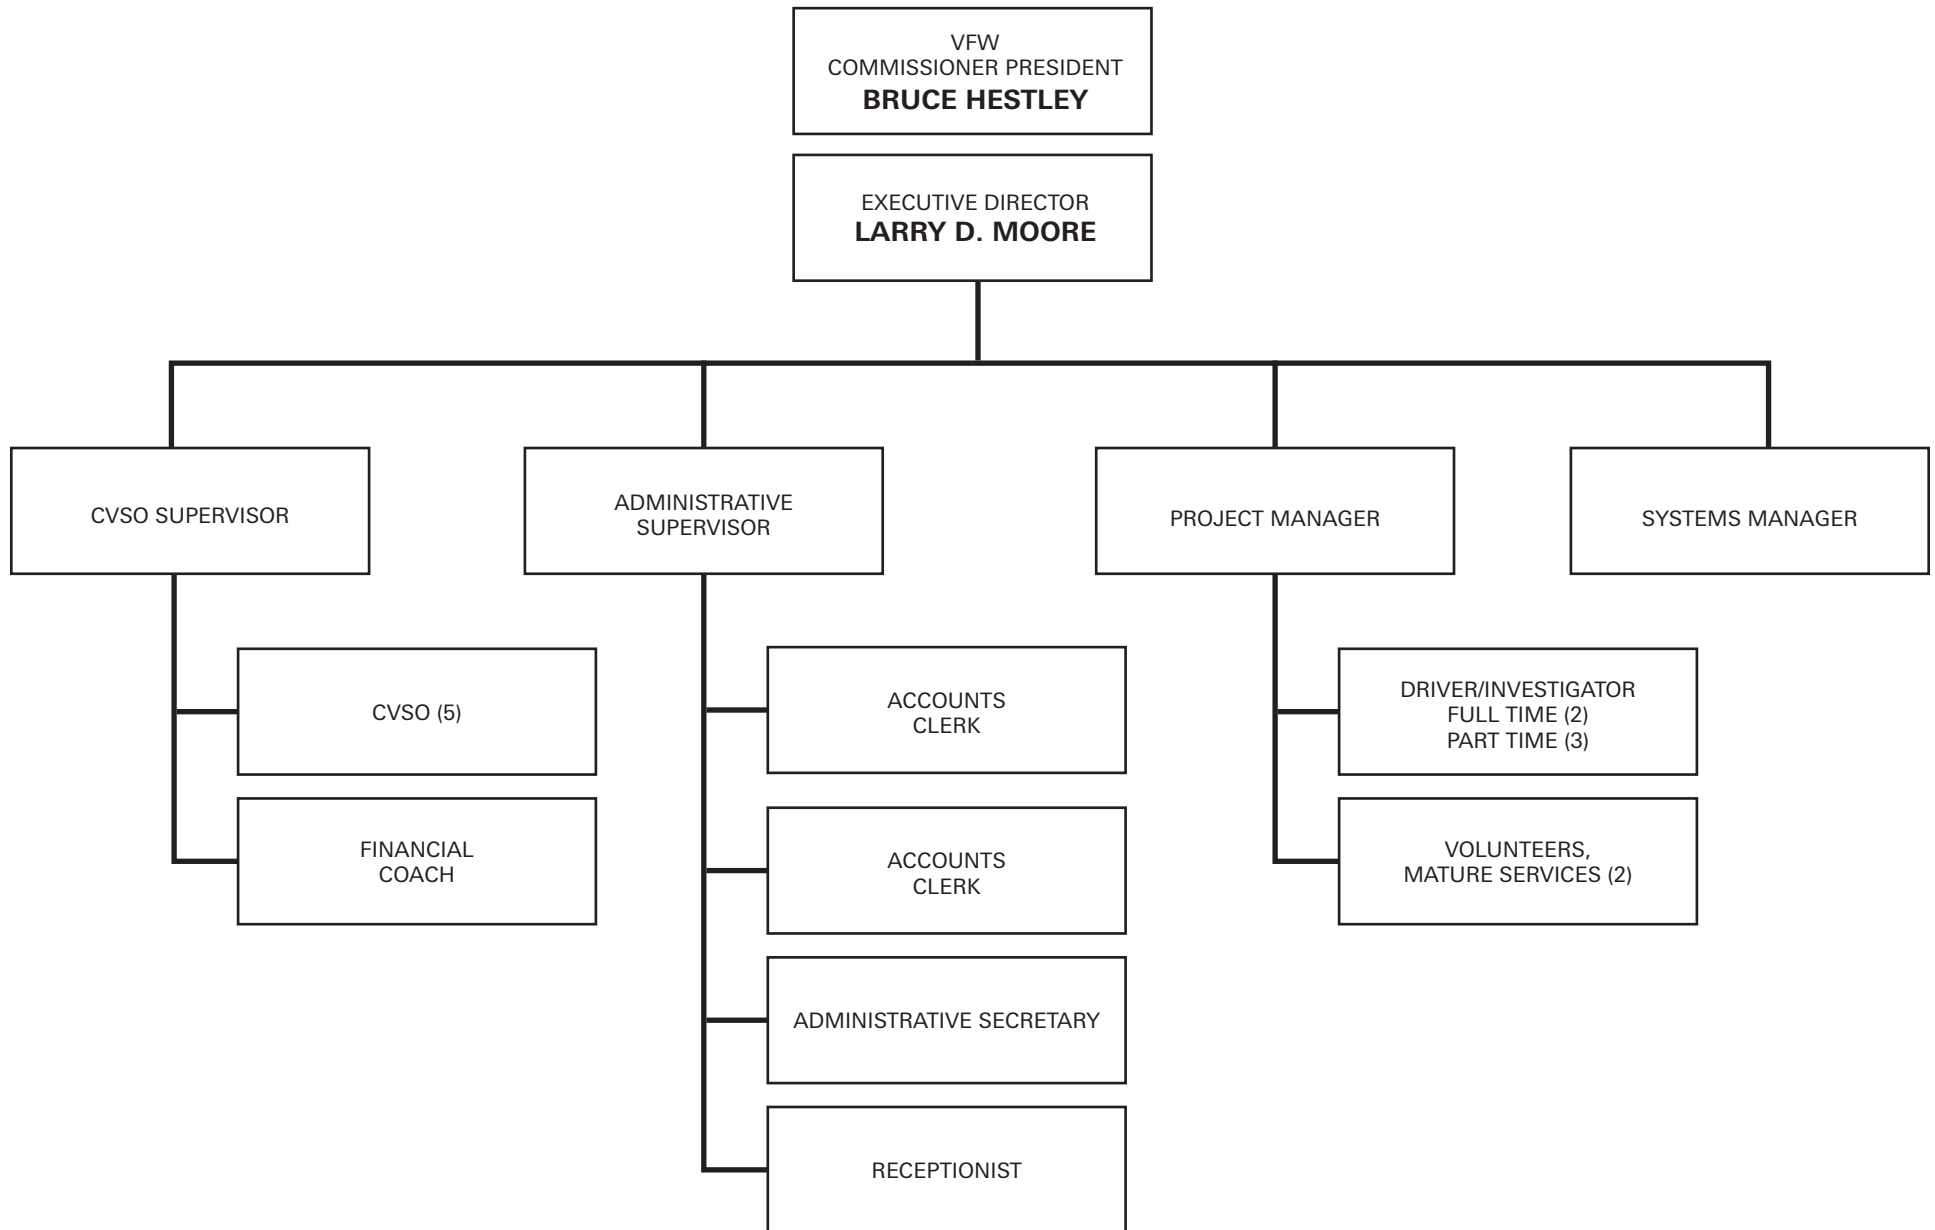 VFW
COMMISSIONER PRESIDENT
BRUCE HESTLEY
EXECUTIVE DIRECTOR
LARRY D. MOORE
CVSO SUPERVISOR
ADMINISTRATIVE
SUPERVISOR
PROJECT MANAGER
SYSTEMS MANAGER
CVSO (5)
FINANCIAL
COACH
ACCOUNTS
CLERK
ACCOUNTS
CLERK
ADMINISTRATIVE SECRETARY
RECEPTIONIST
DRIVER/INVESTIGATOR
FULL TIME (2)
PART TIME (3)
VOLUNTEERS,
MATURE SERVICES (2)